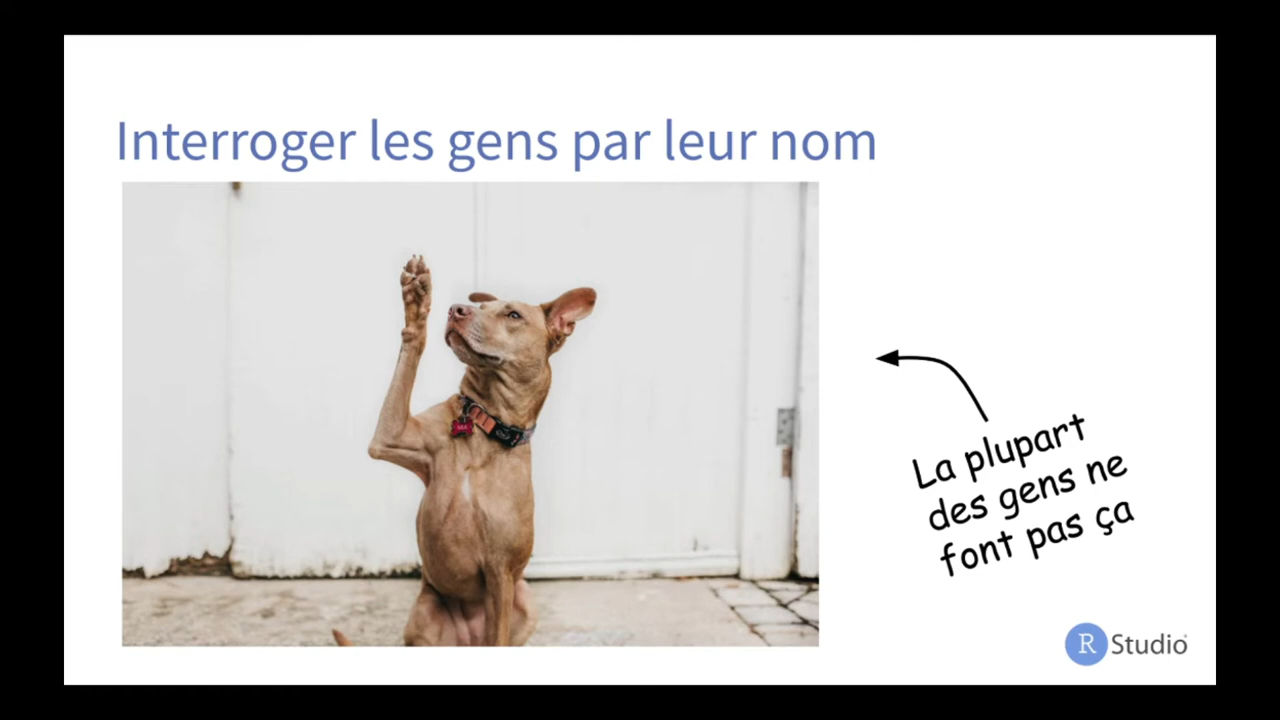 Interroger les gens par leur nom
La plupart
des gens ne
font pas ça
R Studio